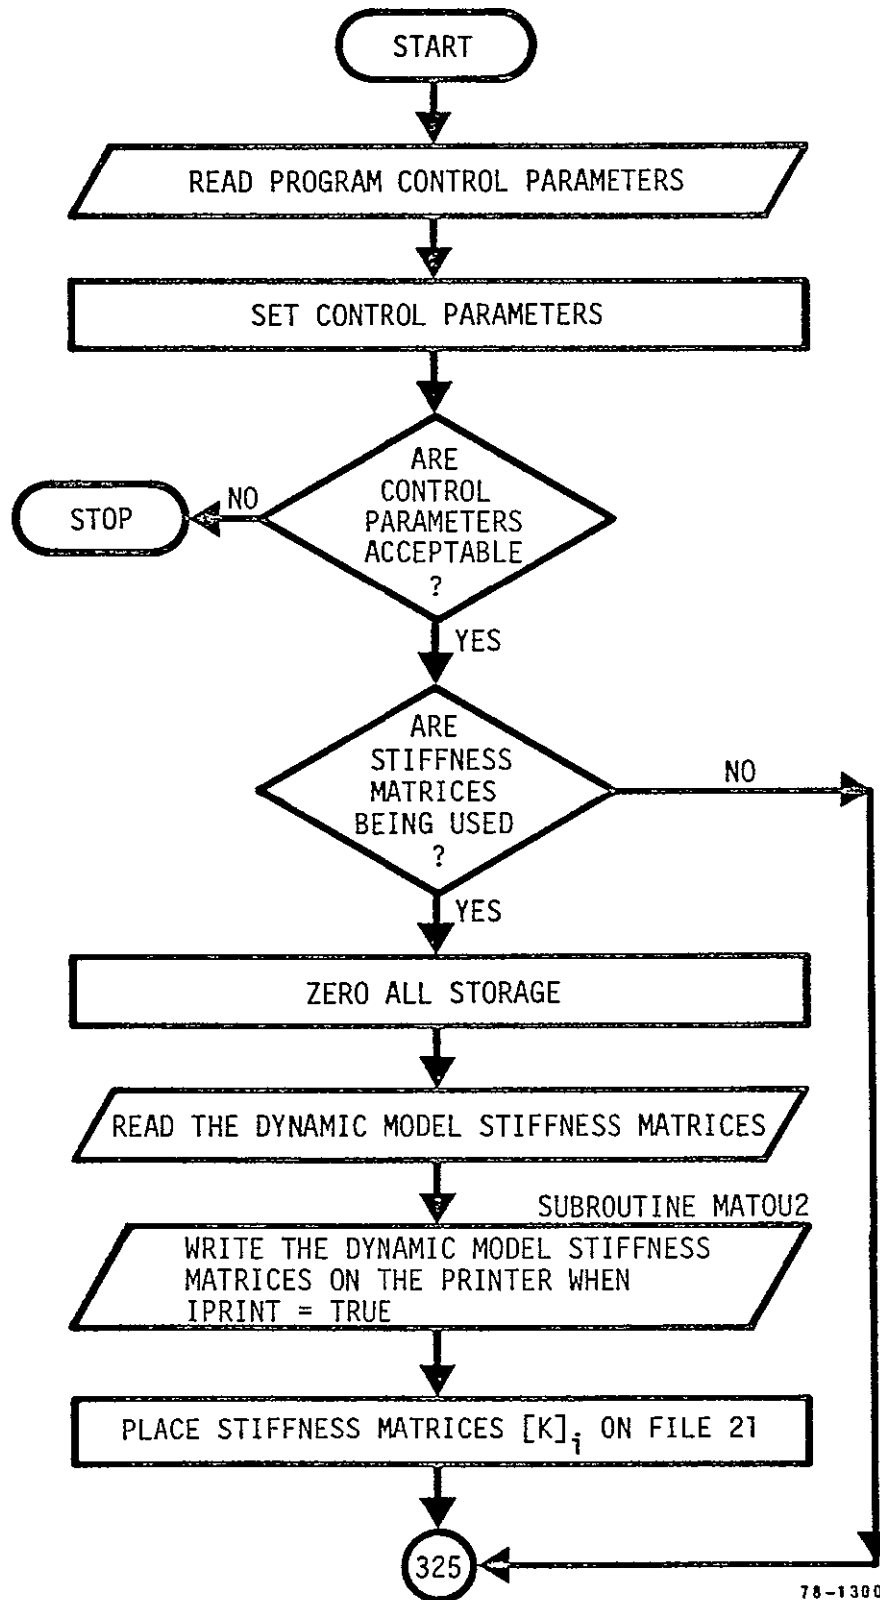 START
READ PROGRAM CONTROL PARAMETERS
SET CONTROL PARAMETERS
ARE
CONTROL
PARAMETERS
ACCEPTABLE
?
NO
STOP
YES
ARE
STIFFNESS
MATRICES
BEING USED
?
NO
YES
ZERO ALL STORAGE
READ THE DYNAMIC MODEL STIFFNESS MATRICES
SUBROUTINE MATOU2
WRITE THE DYNAMIC MODEL STIFFNESS
MATRICES ON THE PRINTER WHEN
IPRINT = TRUE
PLACE STIFFNESS MATRICES [K]i ON FILE 21
325
78-1300